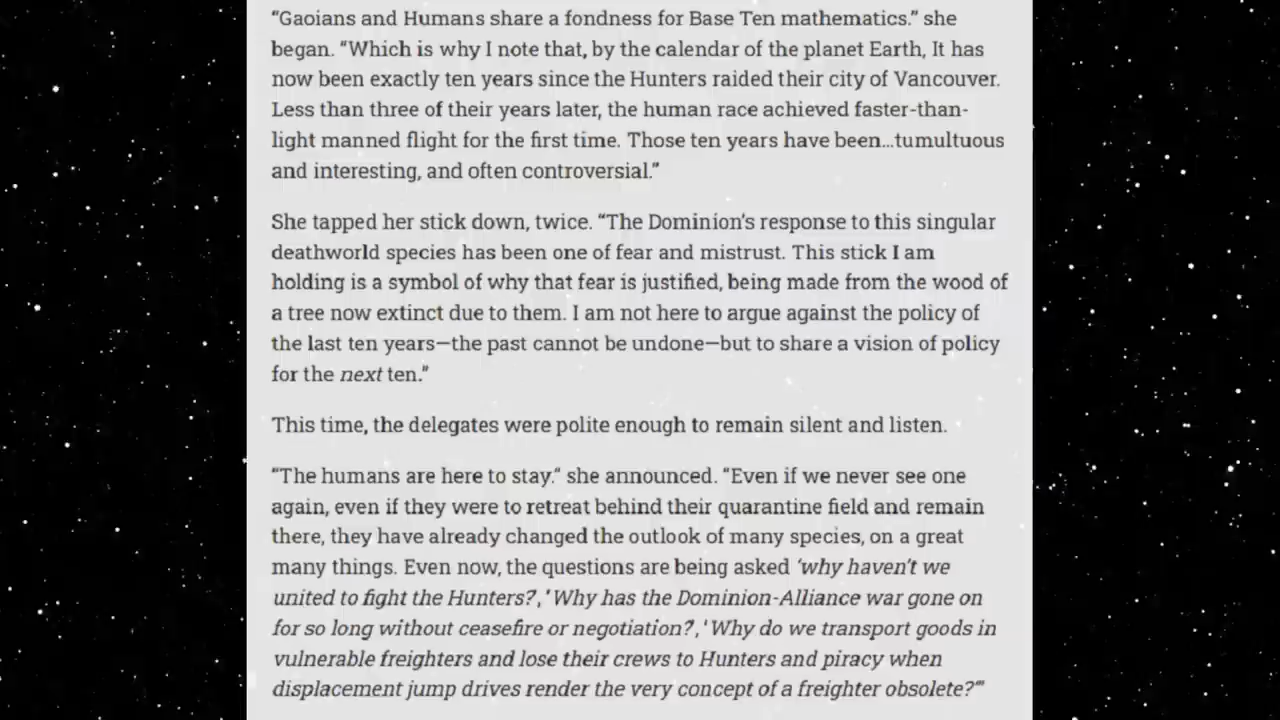 “Gaoians and Humans share a fondness for Base Ten mathematics.” she
began. “Which is why I note that, by the calendar of the planet Earth, It has
now been exactly ten years since the Hunters raided their city of Vancouver.
Less than three of their years later, the human race achieved faster-than-
light manned flight for the first time. Those ten years have been…tumultuous
and interesting, and often controversial.”
She tapped her stick down, twice. “The Dominion’s response to this singular
deathworld species has been one of fear and mistrust. This stick I am
holding is a symbol of why that fear is justified, being made from the wood of
a tree now extinct due to them. I am not here to argue against the policy of
the last ten years—the past cannot be undone—but to share a vision of policy
for the next ten.”
This time, the delegates were polite enough to remain silent and listen.
“The humans are here to stay.“ she announced. “Even if we never see one
again, even if they were to retreat behind their quarantine field and remain
there, they have already changed the outlook of many species, on a great
many things. Even now, the questions are being asked ‘why haven’t we
united to fight the Hunters?’, ‘Why has the Dominion-Alliance war gone on
for so long without ceasefire or negotiation?’, ‘Why do we transport goods in
vulnerable freighters and lose their crews to Hunters and piracy when
displacement jump drives render the very concept of a freighter obsolete?’”